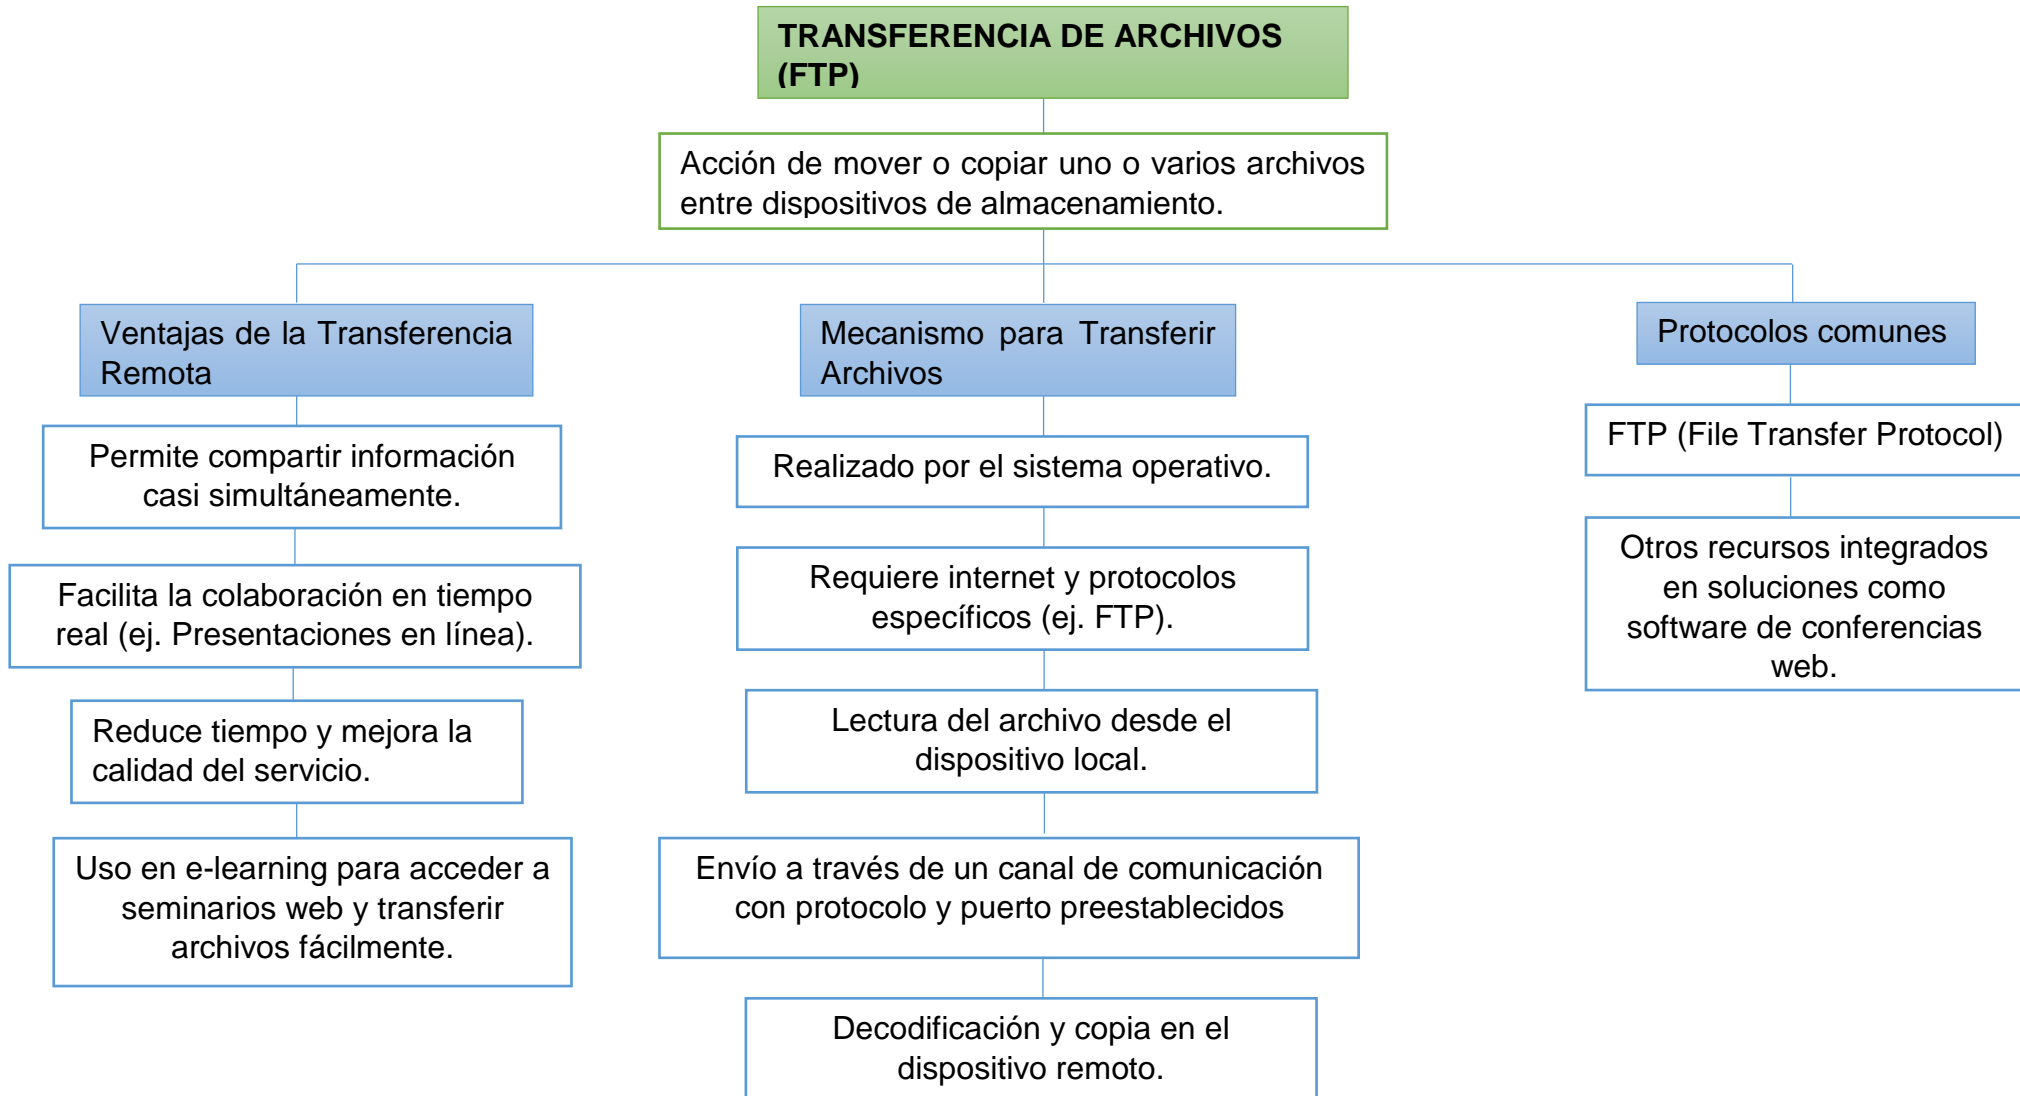 TRANSFERENCIA DE ARCHIVOS
(FTP)
Acción de mover o copiar uno o varios archivos
entre dispositivos de almacenamiento.
Ventajas de la Transferencia
Remota
Permite compartir información
casi simultáneamente.
Facilita la colaboración en tiempo
real (ej. Presentaciones en línea).
Reduce tiempo y mejora la
calidad del servicio.
Uso en e-learning para acceder a
seminarios web y transferir
archivos fácilmente.
Mecanismo para Transferir
Archivos
Realizado por el sistema operativo.
Requiere internet y protocolos
específicos (ej. FTP).
Lectura del archivo desde el
dispositivo local.
Envío a través de un canal de comunicación
con protocolo y puerto preestablecidos
Decodificación y copia en el
dispositivo remoto.
Protocolos comunes
FTP (File Transfer Protocol)
Otros recursos integrados
en soluciones como
software de conferencias
web.